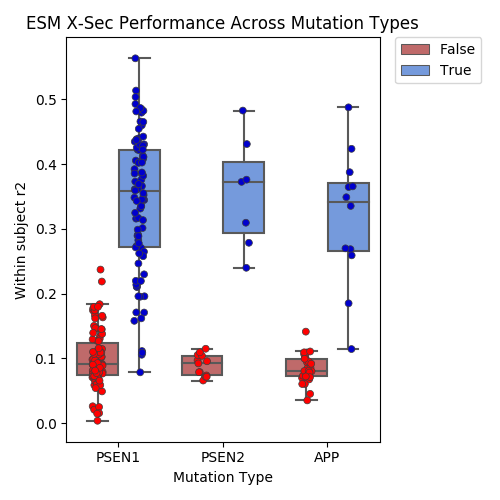 ESM X-Sec Performance Across Mutation Types
False
True
Within subject r2
0.5
0.4
0.3
0.2
0.1
0.0
PSEN1
PSEN2
APP
Mutation Type